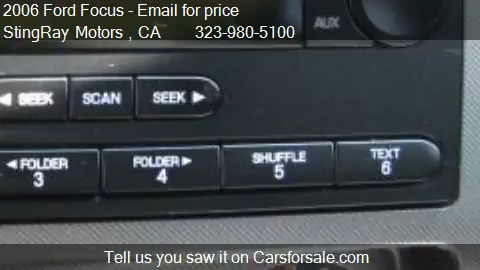 2006 Ford Focus - Email for price
StingRay Motors , CA 323-980-5100
AUX
◄ SEEK SCAN SEEK ►
◄ FOLDER FOLDER ► SHUFFLE TEXT
3 4 5 6
Tell us you saw it on Carsforsale.com